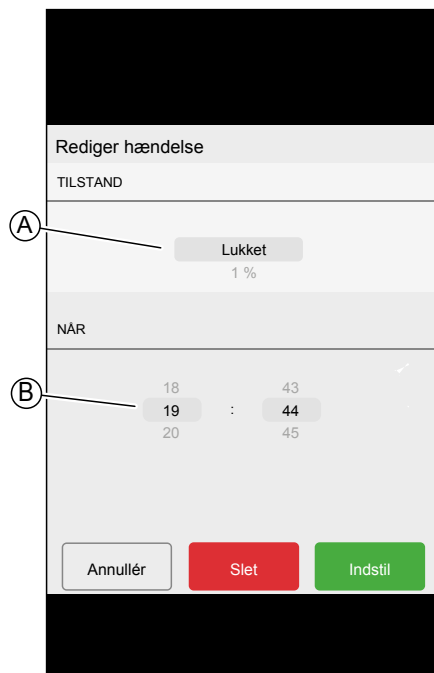 Rediger hændelse
TILSTAND
A
Lukket
1 %
NÅR
18 43
B
19 : 44
20 45
Annullér Slet Indstil